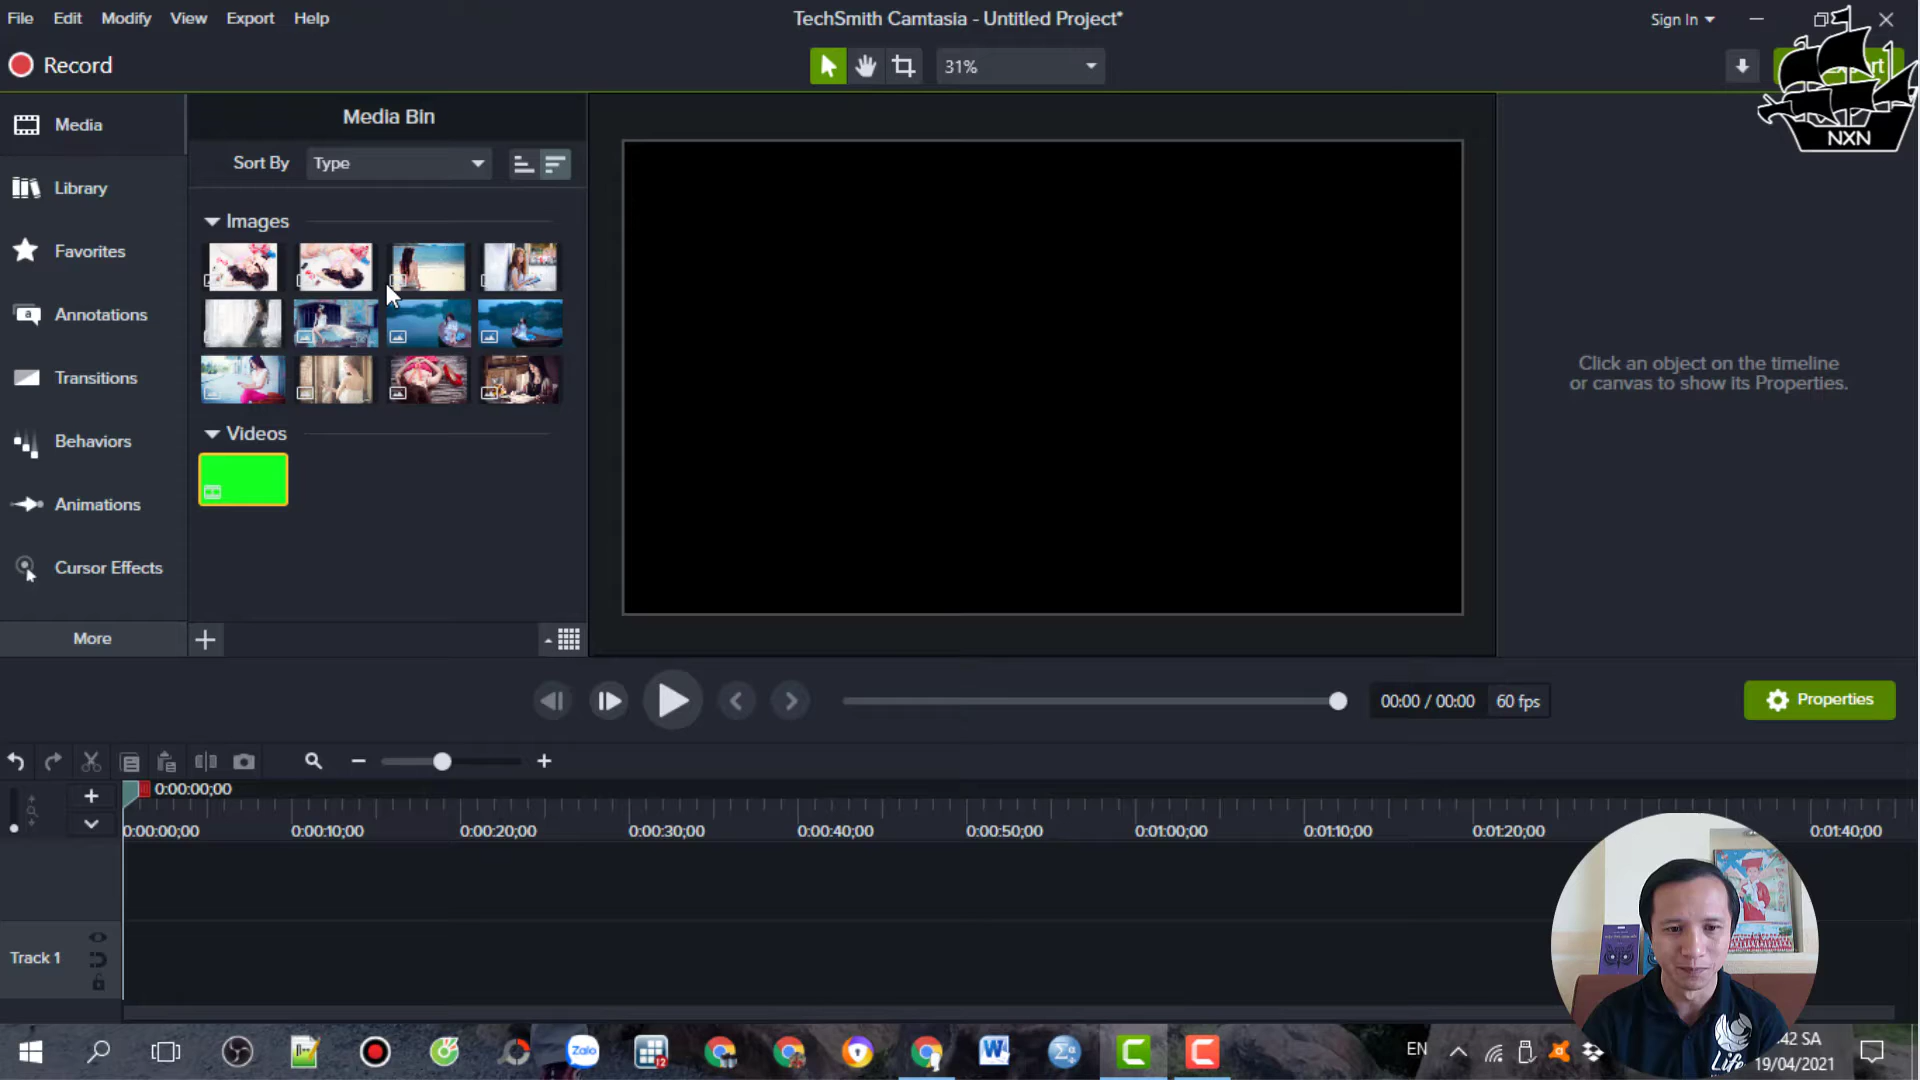 File Edit Modify View Export Help
TechSmith Camtasia - Untitled Project*
Sign In
Record
31%
NXN
Media
Library
Favorites
Annotations
Transitions
Behaviors
Animations
Cursor Effects
More
Media Bin
Sort By Type
Images
Videos
Click an object on the timeline
or canvas to show its Properties.
00:00 / 00:00 60 fps
Properties
0:00:00;00
0:00:00;00 0:00:10;00 0:00:20;00 0:00:30;00 0:00:40;00 0:00:50;00 0:01:00;00 0:01:10;00 0:01:20;00 0:01:40;00
Track 1
Zalo
12
EN
42 SA
19/04/2021
Life